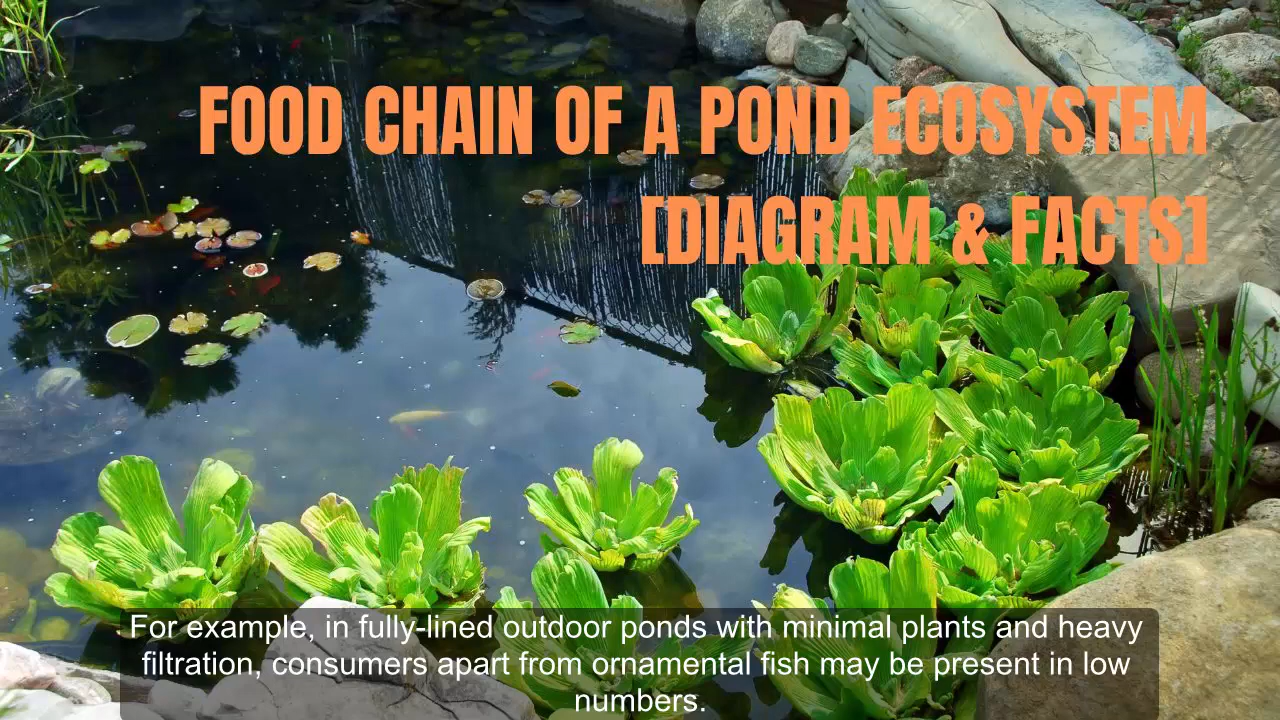 FOOD CHAIN OF A POND ECOSYSTEM
[DIAGRAM & FACTS]
For example, in fully-lined outdoor ponds with minimal plants and heavy
filtration, consumers apart from ornamental fish may be present in low
numbers.